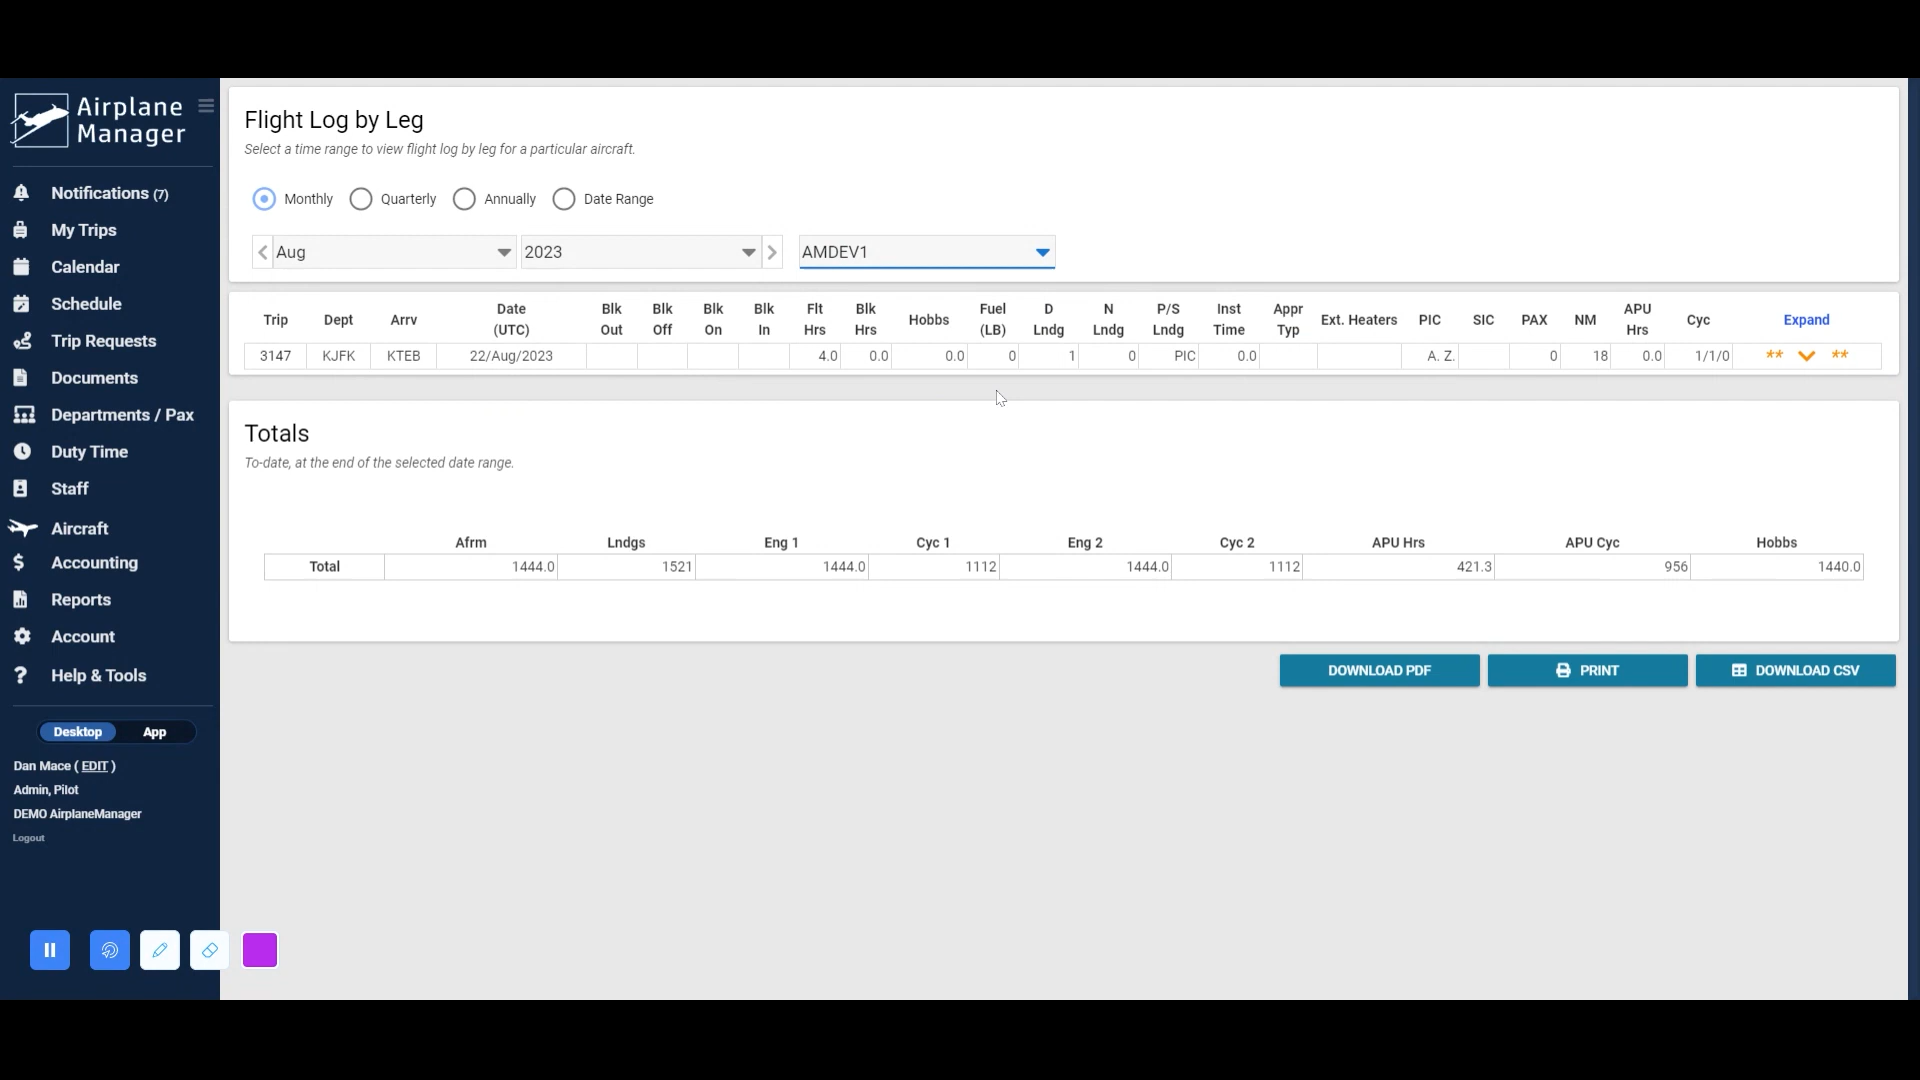 Airplane
Manager
Notifications (7)
My Trips
Calendar
Schedule
Trip Requests
Documents
Departments / Pax
Duty Time
Staff
Aircraft
Accounting
Reports
Account
Help & Tools
Desktop App
Dan Mace ( EDIT )
Admin, Pilot
DEMO AirplaneManager
Logout
Flight Log by Leg
Select a time range to view flight log by leg for a particular aircraft.
Monthly Quarterly Annually Date Range
Aug 2023 AMDEV1
Trip Dept Arrv Date (UTC) Blk Out Blk Off Blk On Blk In Flt Hrs Blk Hrs Hobbs Fuel (LB) D Lndg N Lndg P/S Lndg Inst Time Appr Typ Ext. Heaters PIC SIC PAX NM APU Hrs Cyc Expand
3147 KJFK KTEB 22/Aug/2023 4.0 0.0 0.0 0 1 0 PIC 0.0 A. Z. 0 18 0.0 1/1/0 ** **
Totals
To-date, at the end of the selected date range.
Afrm Lndgs Eng 1 Cyc 1 Eng 2 Cyc 2 APU Hrs APU Cyc Hobbs
Total 1444.0 1521 1444.0 1112 1444.0 1112 421.3 956 1440.0
DOWNLOAD PDF PRINT DOWNLOAD CSV